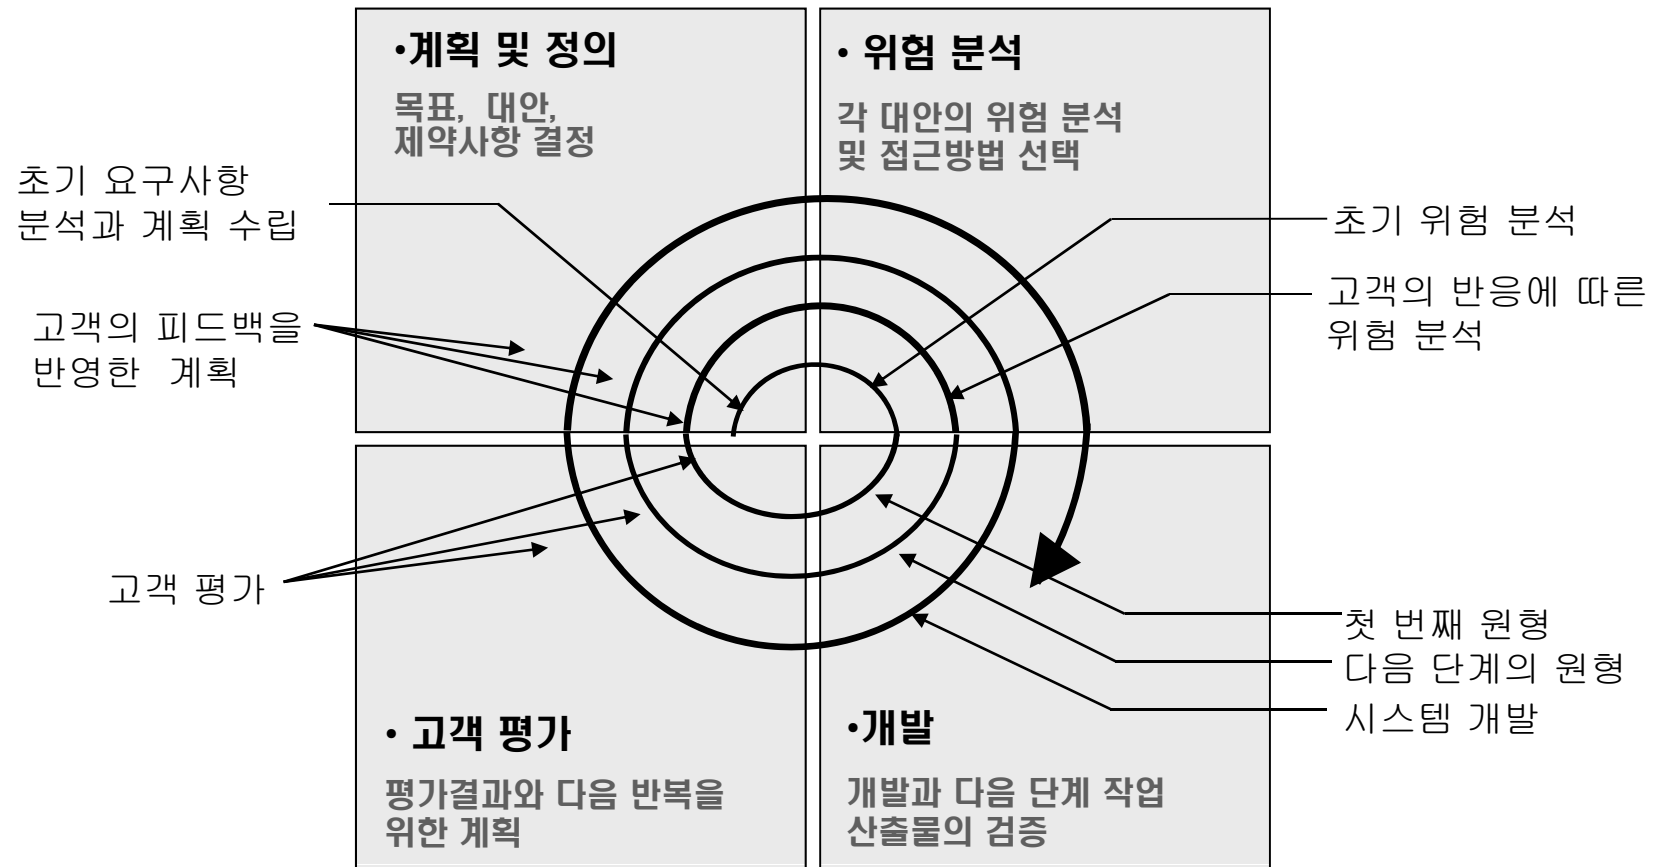 •계획 및 정의
목표, 대안,
제약사항 결정
• 위험 분석
각 대안의 위험 분석
및 접근방법 선택
초기 요구사항
분석과 계획 수립
고객의 피드백을
반영한 계획
고객 평가
초기 위험 분석
고객의 반응에 따른
위험 분석
첫 번째 원형
다음 단계의 원형
시스템 개발
• 고객 평가
평가결과와 다음 반복을
위한 계획
•개발
개발과 다음 단계 작업
산출물의 검증